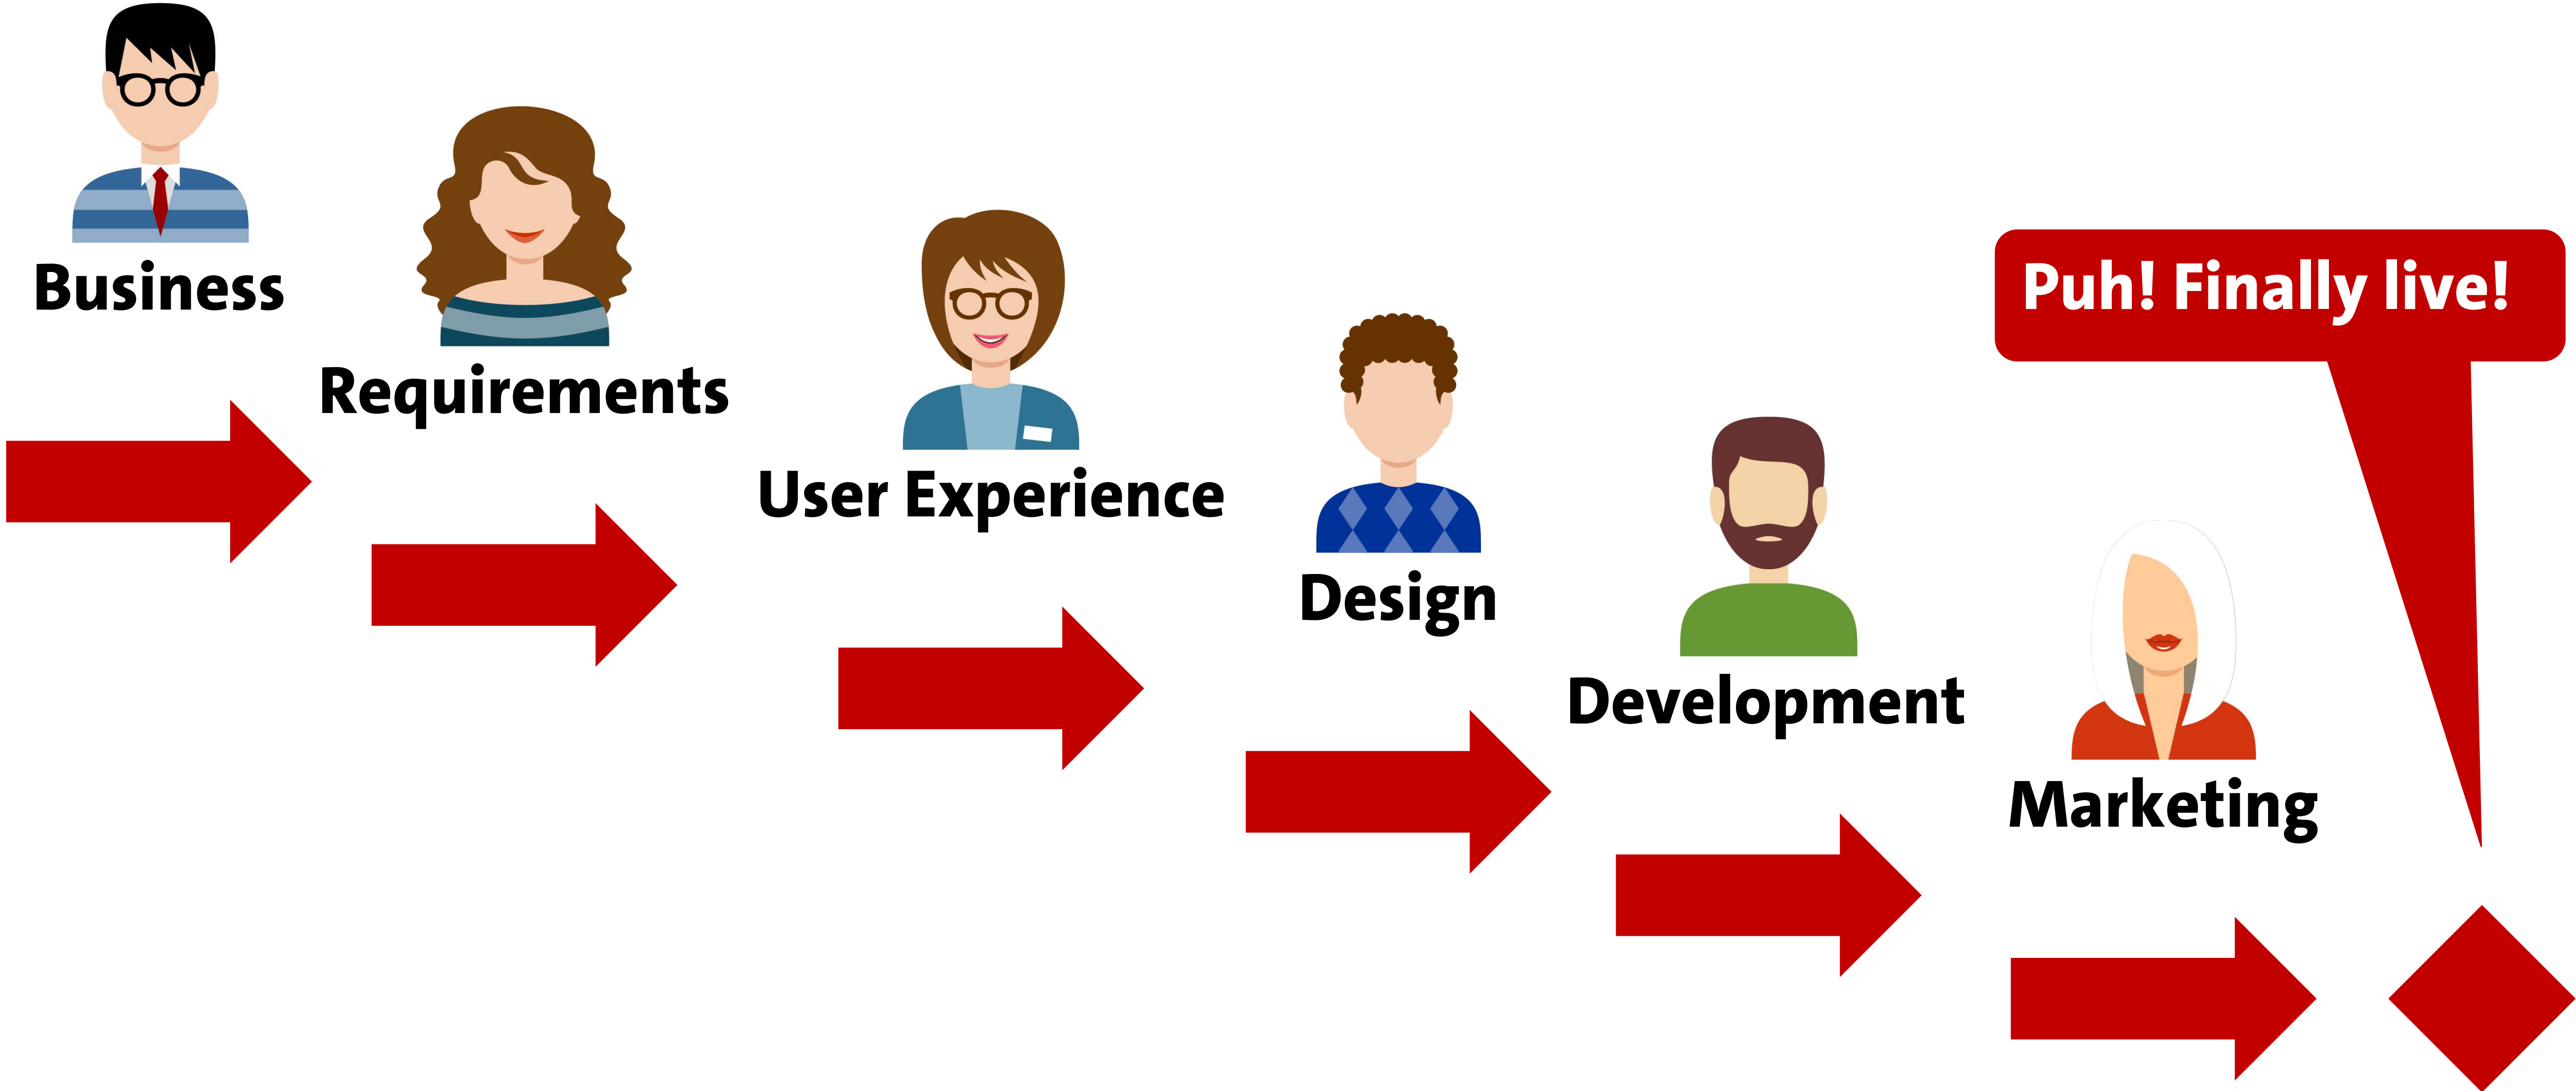 Business
Requirements
User Experience
Design
Development
Marketing
Puh! Finally live!